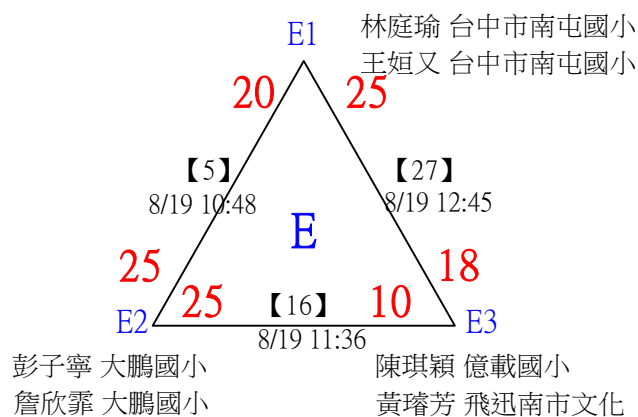 E1
林庭瑜 台中市南屯國小
王姮又 台中市南屯國小
20
25
【5】
8/19 10:48
【27】
8/19 12:45
E
25
18
25
【16】
10
E2
8/19 11:36
E3
彭子寧 大鵬國小
詹欣霏 大鵬國小
陳琪穎 億載國小
黃璿芳 飛迅南市文化